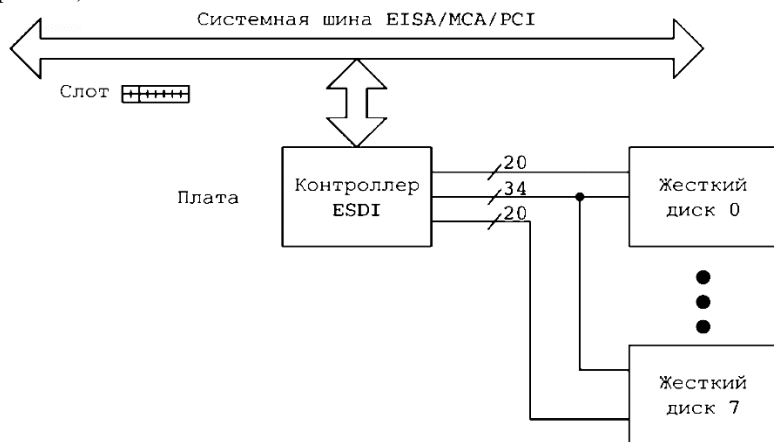 Системная шина EISA/MCA/PCI
Слот
Плата
Контроллер
ESDI
20
34
20
Жесткий
диск 0
Жесткий
диск 7